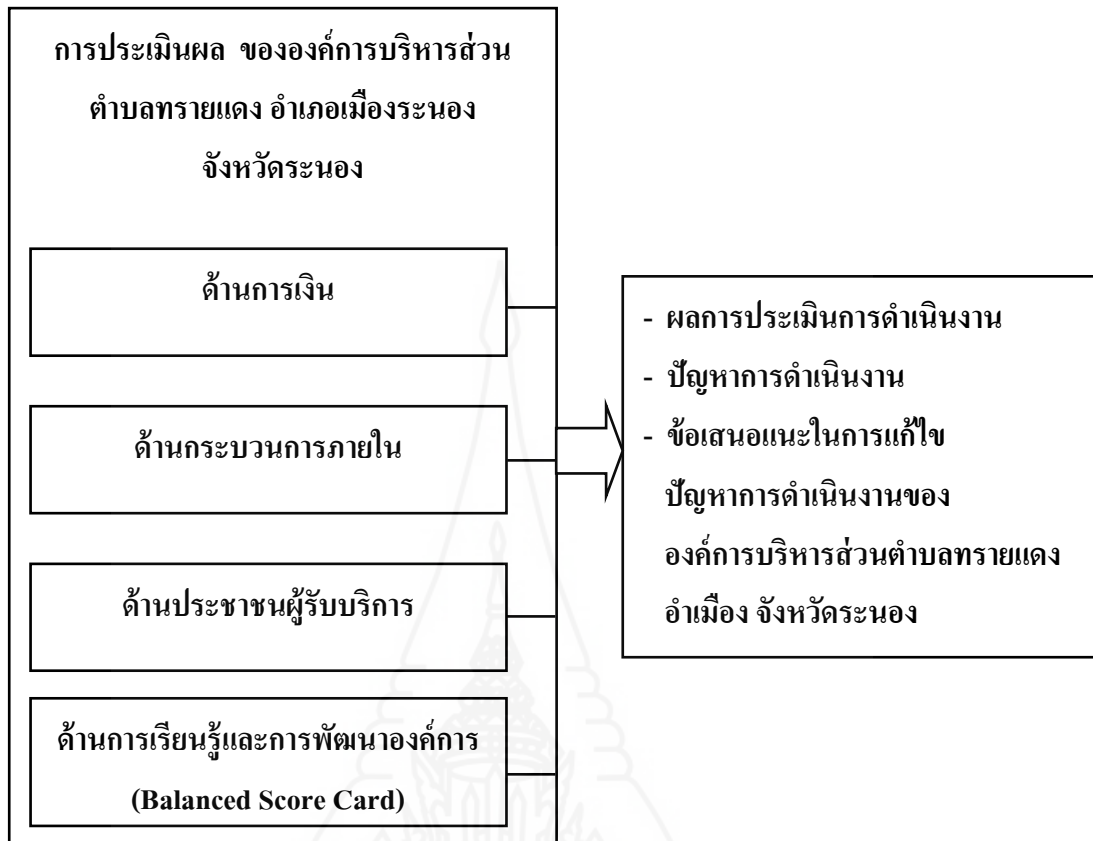 การประเมินผล ขององค์การบริหารส่วน
ตำบลทรายแดง อำเภอเมืองระนอง
จังหวัดระนอง
ด้านการเงิน
ด้านกระบวนการภายใน
ด้านประชาชนผู้รับบริการ
ด้านการเรียนรู้และการพัฒนาองค์การ
(Balanced Score Card)
- ผลการประเมินการดำเนินงาน
- ปัญหาการดำเนินงาน
- ข้อเสนอแนะในการแก้ไข
ปัญหาการดำเนินงานของ
องค์การบริหารส่วนตำบลทรายแดง
อำเมือง จังหวัดระนอง